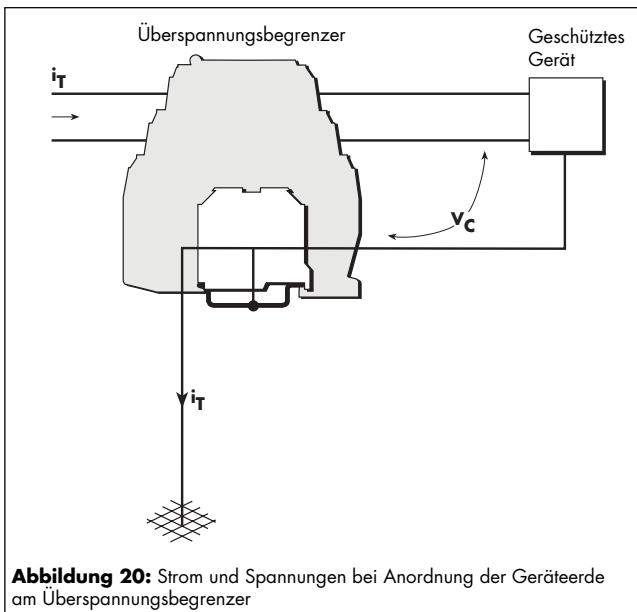 Überspannungsbegrenzer
Geschütztes
Gerät
iT
vC
iT
Abbildung 20: Strom und Spannungen bei Anordnung der Geräteerde
am Überspannungsbegrenzer